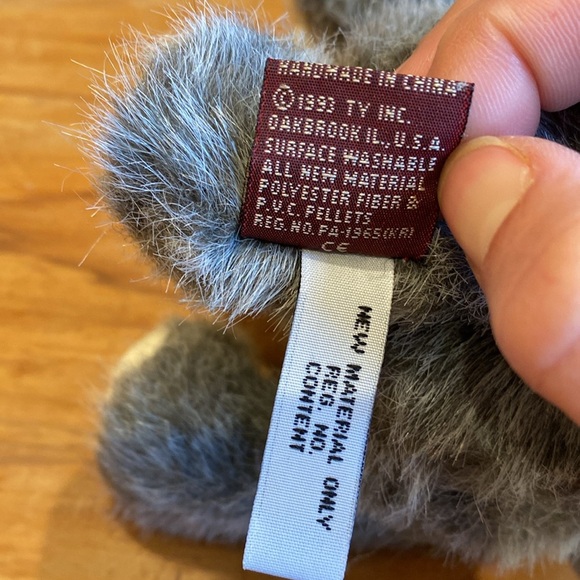 HANDMADE IN CHINA
©1993 TY INC.
OAKBROOK IL, U.S.A.
SURFACE WASHABLE
ALL NEW MATERIAL
POLYESTER FIBER &
P.V.C. PELLETS
REG. NO. PA-1965(KR)
CE
NEW MATERIAL ONLY
REG. NO.
CONTENT